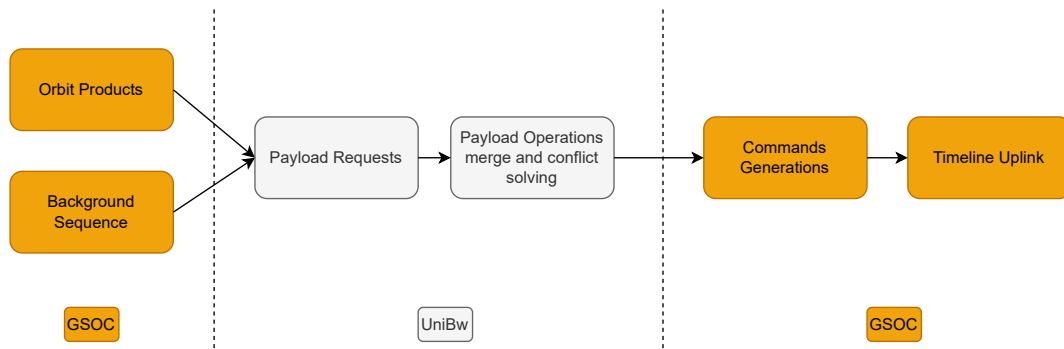 Orbit Products
Background
Sequence
Payload Requests
Payload Operations
merge and conflict
solving
Commands
Generations
Timeline Uplink
GSOC
UniBw
GSOC